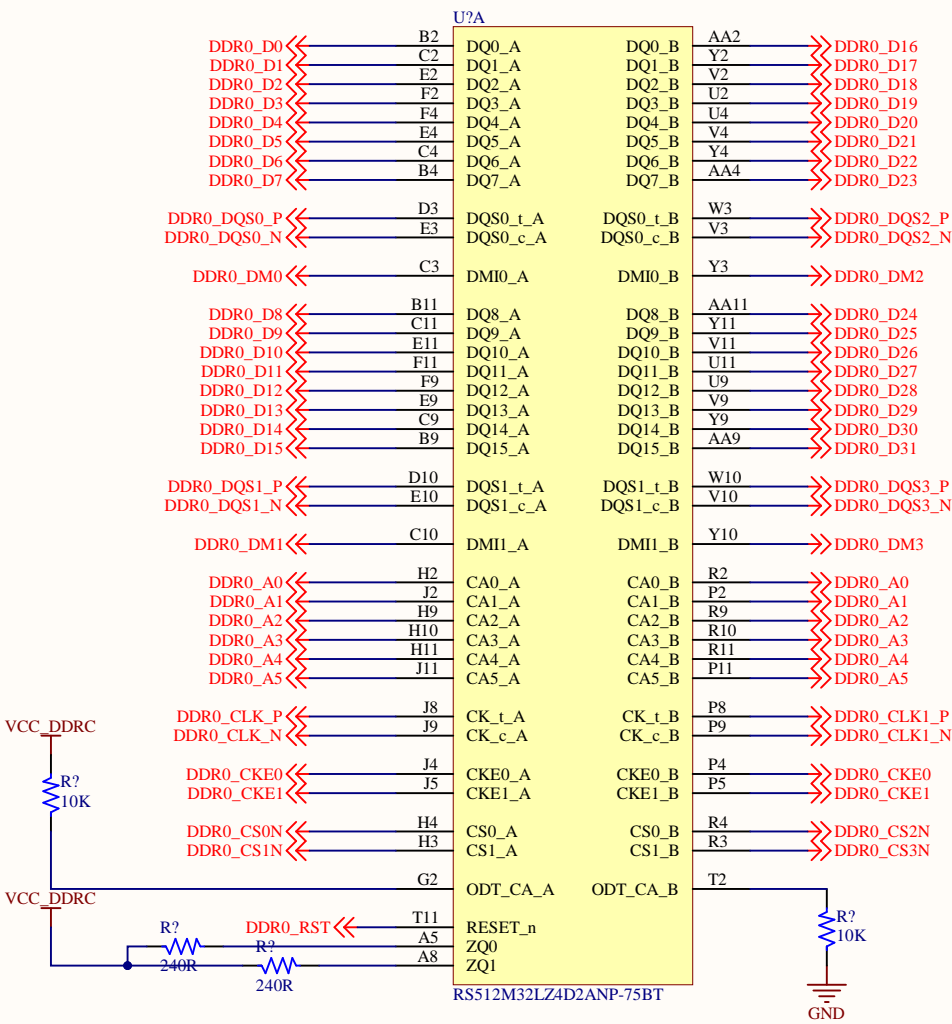 U?A
DDR0_D0 B2 DQ0_A DQ0_B AA2 DDR0_D16
DDR0_D1 C2 DQ1_A DQ1_B Y2 DDR0_D17
DDR0_D2 E2 DQ2_A DQ2_B V2 DDR0_D18
DDR0_D3 F2 DQ3_A DQ3_B U2 DDR0_D19
DDR0_D4 F4 DQ4_A DQ4_B U4 DDR0_D20
DDR0_D5 E4 DQ5_A DQ5_B V4 DDR0_D21
DDR0_D6 C4 DQ6_A DQ6_B Y4 DDR0_D22
DDR0_D7 B4 DQ7_A DQ7_B AA4 DDR0_D23
DDR0_DQS0_P D3 DQS0_t_A DQS0_t_B W3 DDR0_DQS2_P
DDR0_DQS0_N E3 DQS0_c_A DQS0_c_B V3 DDR0_DQS2_N
DDR0_DM0 C3 DMI0_A DMI0_B Y3 DDR0_DM2
DDR0_D8 B11 DQ8_A DQ8_B AA11 DDR0_D24
DDR0_D9 C11 DQ9_A DQ9_B Y11 DDR0_D25
DDR0_D10 E11 DQ10_A DQ10_B V11 DDR0_D26
DDR0_D11 F11 DQ11_A DQ11_B U11 DDR0_D27
DDR0_D12 F9 DQ12_A DQ12_B U9 DDR0_D28
DDR0_D13 E9 DQ13_A DQ13_B V9 DDR0_D29
DDR0_D14 C9 DQ14_A DQ14_B Y9 DDR0_D30
DDR0_D15 B9 DQ15_A DQ15_B AA9 DDR0_D31
DDR0_DQS1_P D10 DQS1_t_A DQS1_t_B W10 DDR0_DQS3_P
DDR0_DQS1_N E10 DQS1_c_A DQS1_c_B V10 DDR0_DQS3_N
DDR0_DM1 C10 DMI1_A DMI1_B Y10 DDR0_DM3
DDR0_A0 H2 CA0_A CA0_B R2 DDR0_A0
DDR0_A1 J2 CA1_A CA1_B P2 DDR0_A1
DDR0_A2 H9 CA2_A CA2_B R9 DDR0_A2
DDR0_A3 H10 CA3_A CA3_B R10 DDR0_A3
DDR0_A4 H11 CA4_A CA4_B R11 DDR0_A4
DDR0_A5 J11 CA5_A CA5_B P11 DDR0_A5
DDR0_CLK_P J8 CK_t_A CK_t_B P8 DDR0_CLK1_P
VCC_DDRC
DDR0_CLK_N J9 CK_c_A CK_c_B P9 DDR0_CLK1_N
DDR0_CKE0 J4 CKE0_A CKE0_B P4 DDR0_CKE0
R?
DDR0_CKE1 J5 CKE1_A CKE1_B P5 DDR0_CKE1
10K
DDR0_CS0N H4 CS0_A CS0_B R4 DDR0_CS2N
DDR0_CS1N H3 CS1_A CS1_B R3 DDR0_CS3N
G2 ODT_CA_A ODT_CA_B T2
VCC_DDRC
R?
10K
DDR0_RST T11 RESET_n
R? A5 ZQ0
240R
R? A8 ZQ1
240R
RS512M32LZ4D2ANP-75BT
GND